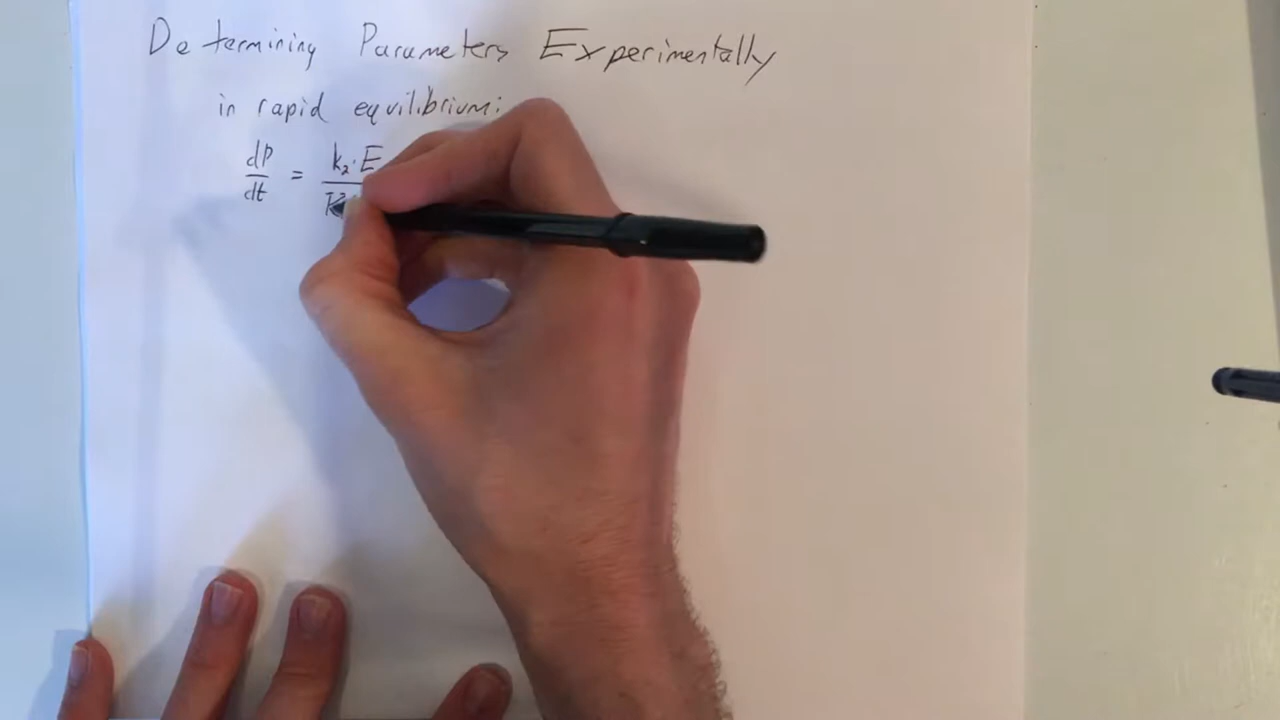 Determining Parameters Experimentally
in rapid equilibrium:
dP/dt = k₂·E